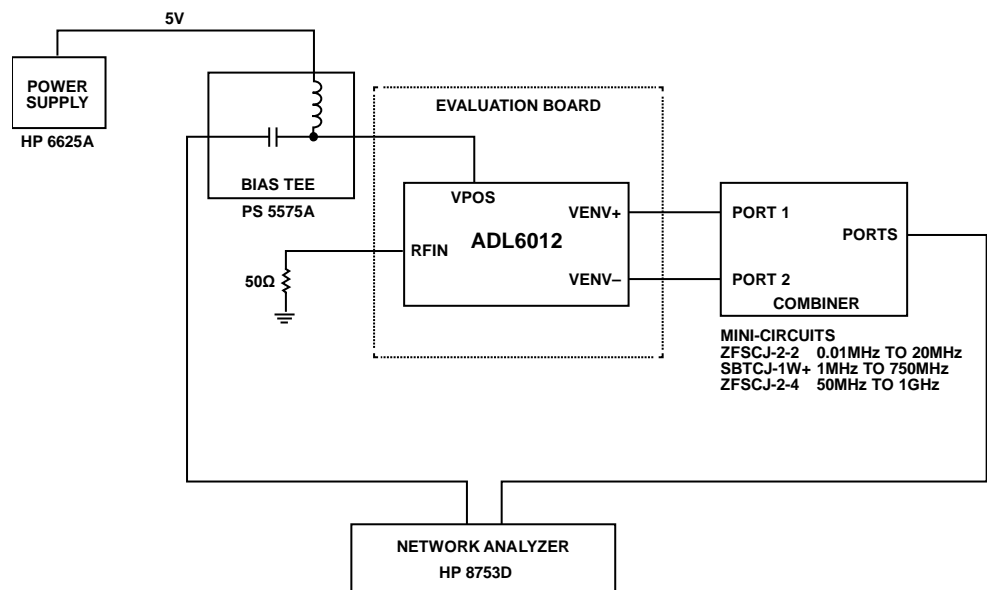 5V
POWER
SUPPLY
HP 6625A
BIAS TEE
PS 5575A
50Ω
EVALUATION BOARD
VPOS
ADL6012
RFIN
VENV+
VENV–
PORT 1
PORT 2
PORTS
COMBINER
MINI-CIRCUITS
ZFSCJ-2-2 0.01MHz TO 20MHz
SBTCJ-1W+ 1MHz TO 750MHz
ZFSCJ-2-4 50MHz TO 1GHz
NETWORK ANALYZER
HP 8753D